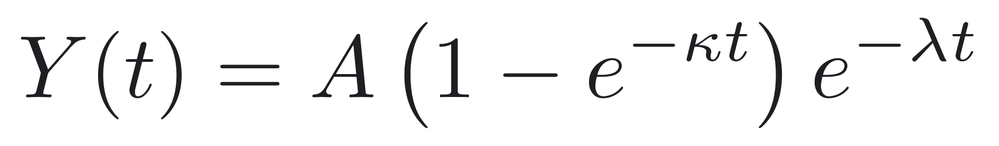 Y(t) = A(1 − e^{−κt}) e^{−λt}